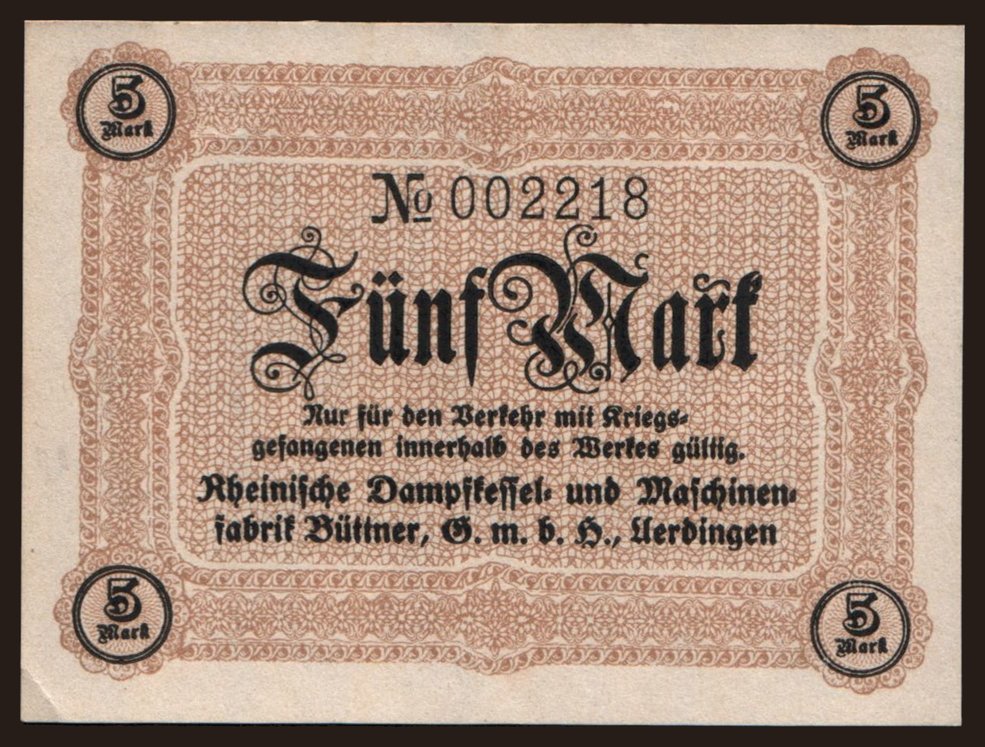 5
Mark
5
Mark
No 002218
Fünf Mark
Nur für den Verkehr mit Kriegs-
gefangenen innerhalb des Werkes gültig.
Rheinische Dampfkessel- und Maschinen-
fabrik Büttner, G. m. b. H., Uerdingen
5
Mark
5
Mark